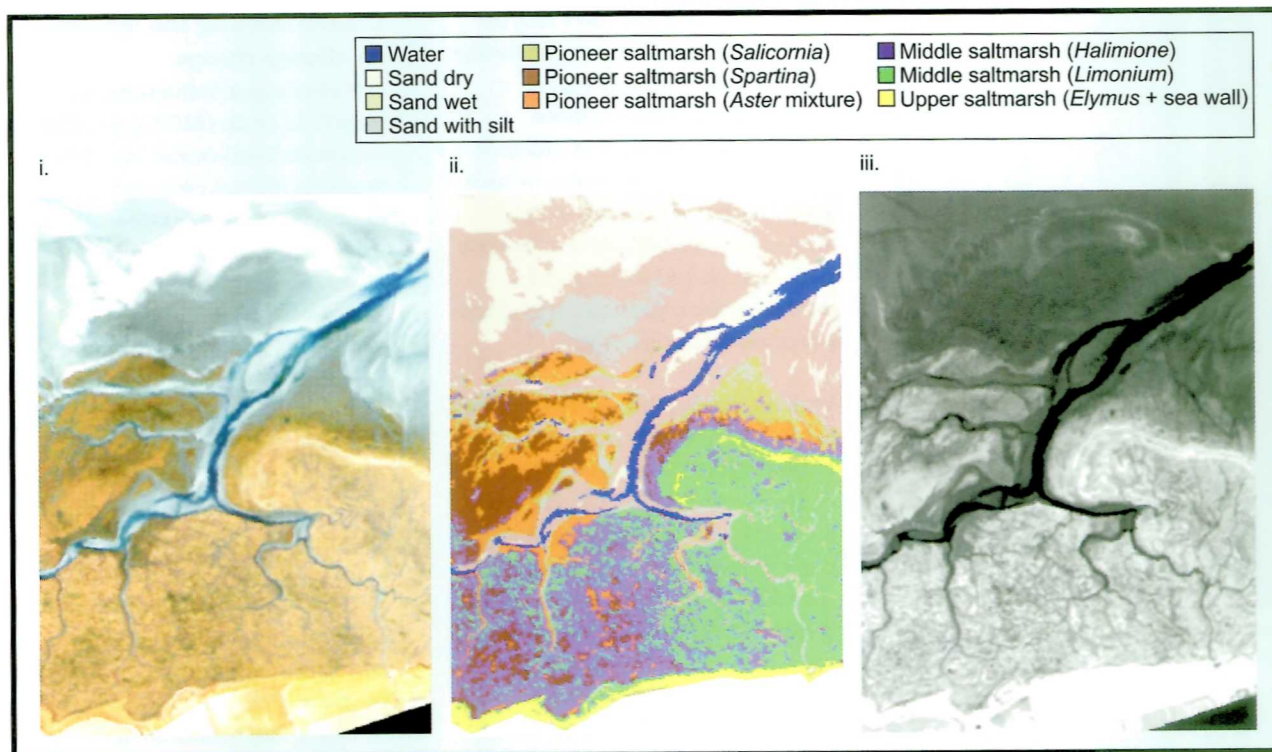 Water
Sand dry
Sand wet
Sand with silt
Pioneer saltmarsh (Salicornia)
Pioneer saltmarsh (Spartina)
Pioneer saltmarsh (Aster mixture)
Middle saltmarsh (Halimione)
Middle saltmarsh (Limonium)
Upper saltmarsh (Elymus + sea wall)
i.
ii.
iii.